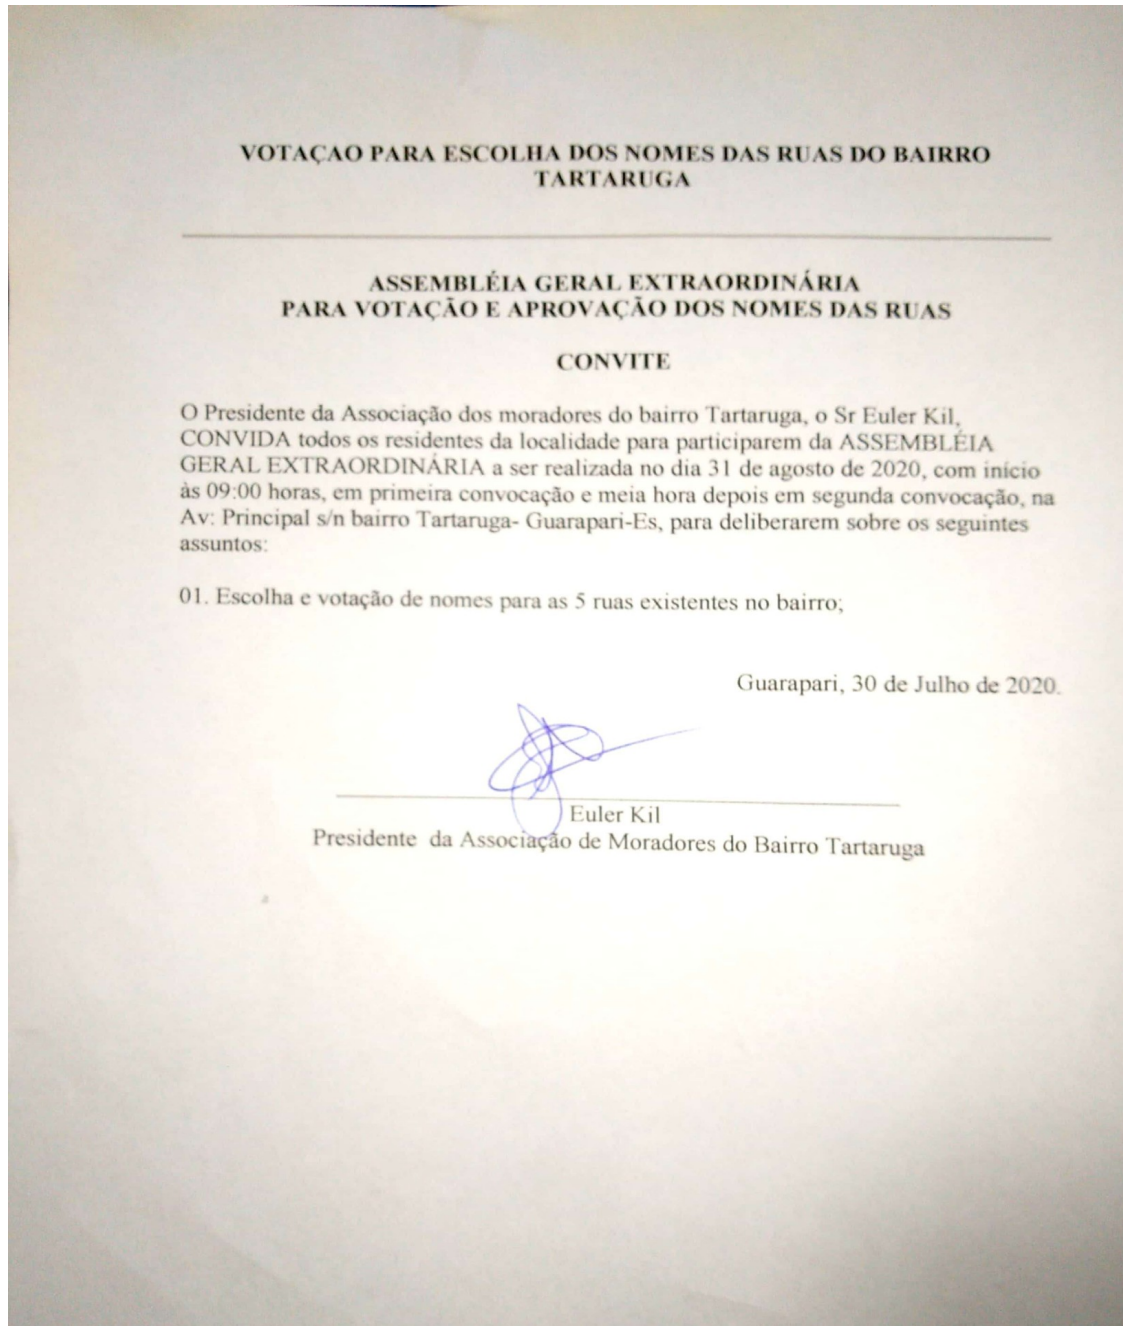 VOTAÇAO PARA ESCOLHA DOS NOMES DAS RUAS DO BAIRRO
TARTARUGA
ASSEMBLÉIA GERAL EXTRAORDINÁRIA
PARA VOTAÇÃO E APROVAÇÃO DOS NOMES DAS RUAS
CONVITE
O Presidente da Associação dos moradores do bairro Tartaruga, o Sr Euler Kil,
CONVIDA todos os residentes da localidade para participarem da ASSEMBLÉIA
GERAL EXTRAORDINÁRIA a ser realizada no dia 31 de agosto de 2020, com início
às 09:00 horas, em primeira convocação e meia hora depois em segunda convocação, na
Av: Principal s/n bairro Tartaruga- Guarapari-Es, para deliberarem sobre os seguintes
assuntos:
01. Escolha e votação de nomes para as 5 ruas existentes no bairro;
Guarapari, 30 de Julho de 2020.
Euler Kil
Presidente da Associação de Moradores do Bairro Tartaruga